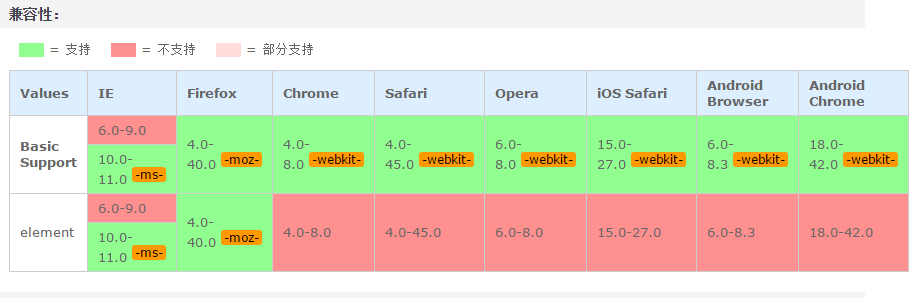 兼容性：
= 支持 = 不支持 = 部分支持
Values IE Firefox Chrome Safari Opera iOS Safari Android Browser Android Chrome
Basic Support
6.0-9.0
10.0-11.0 -ms-
4.0-40.0 -moz-
4.0-8.0 -webkit-
4.0-45.0 -webkit-
6.0-8.0 -webkit-
15.0-27.0 -webkit-
6.0-8.3 -webkit-
18.0-42.0 -webkit-
element
6.0-9.0
10.0-11.0 -ms-
4.0-40.0 -moz-
4.0-8.0
4.0-45.0
6.0-8.0
15.0-27.0
6.0-8.3
18.0-42.0